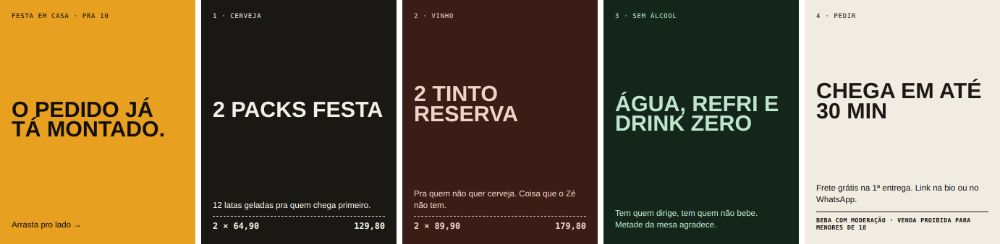 FESTA EM CASA · PRA 10
O PEDIDO JÁ
TÁ MONTADO.
Arrasta pro lado →
1 · CERVEJA
2 PACKS FESTA
12 latas geladas pra quem chega primeiro.
2 × 64,90 129,80
2 · VINHO
2 TINTO
RESERVA
Pra quem não quer cerveja. Coisa que o Zé
não tem.
2 × 89,90 179,80
3 · SEM ÁLCOOL
ÁGUA, REFRI E
DRINK ZERO
Tem quem dirige, tem quem não bebe.
Metade da mesa agradece.
4 · PEDIR
CHEGA EM ATÉ
30 MIN
Frete grátis na 1ª entrega. Link na bio ou no
WhatsApp.
BEBA COM MODERAÇÃO · VENDA PROIBIDA PARA
MENORES DE 18